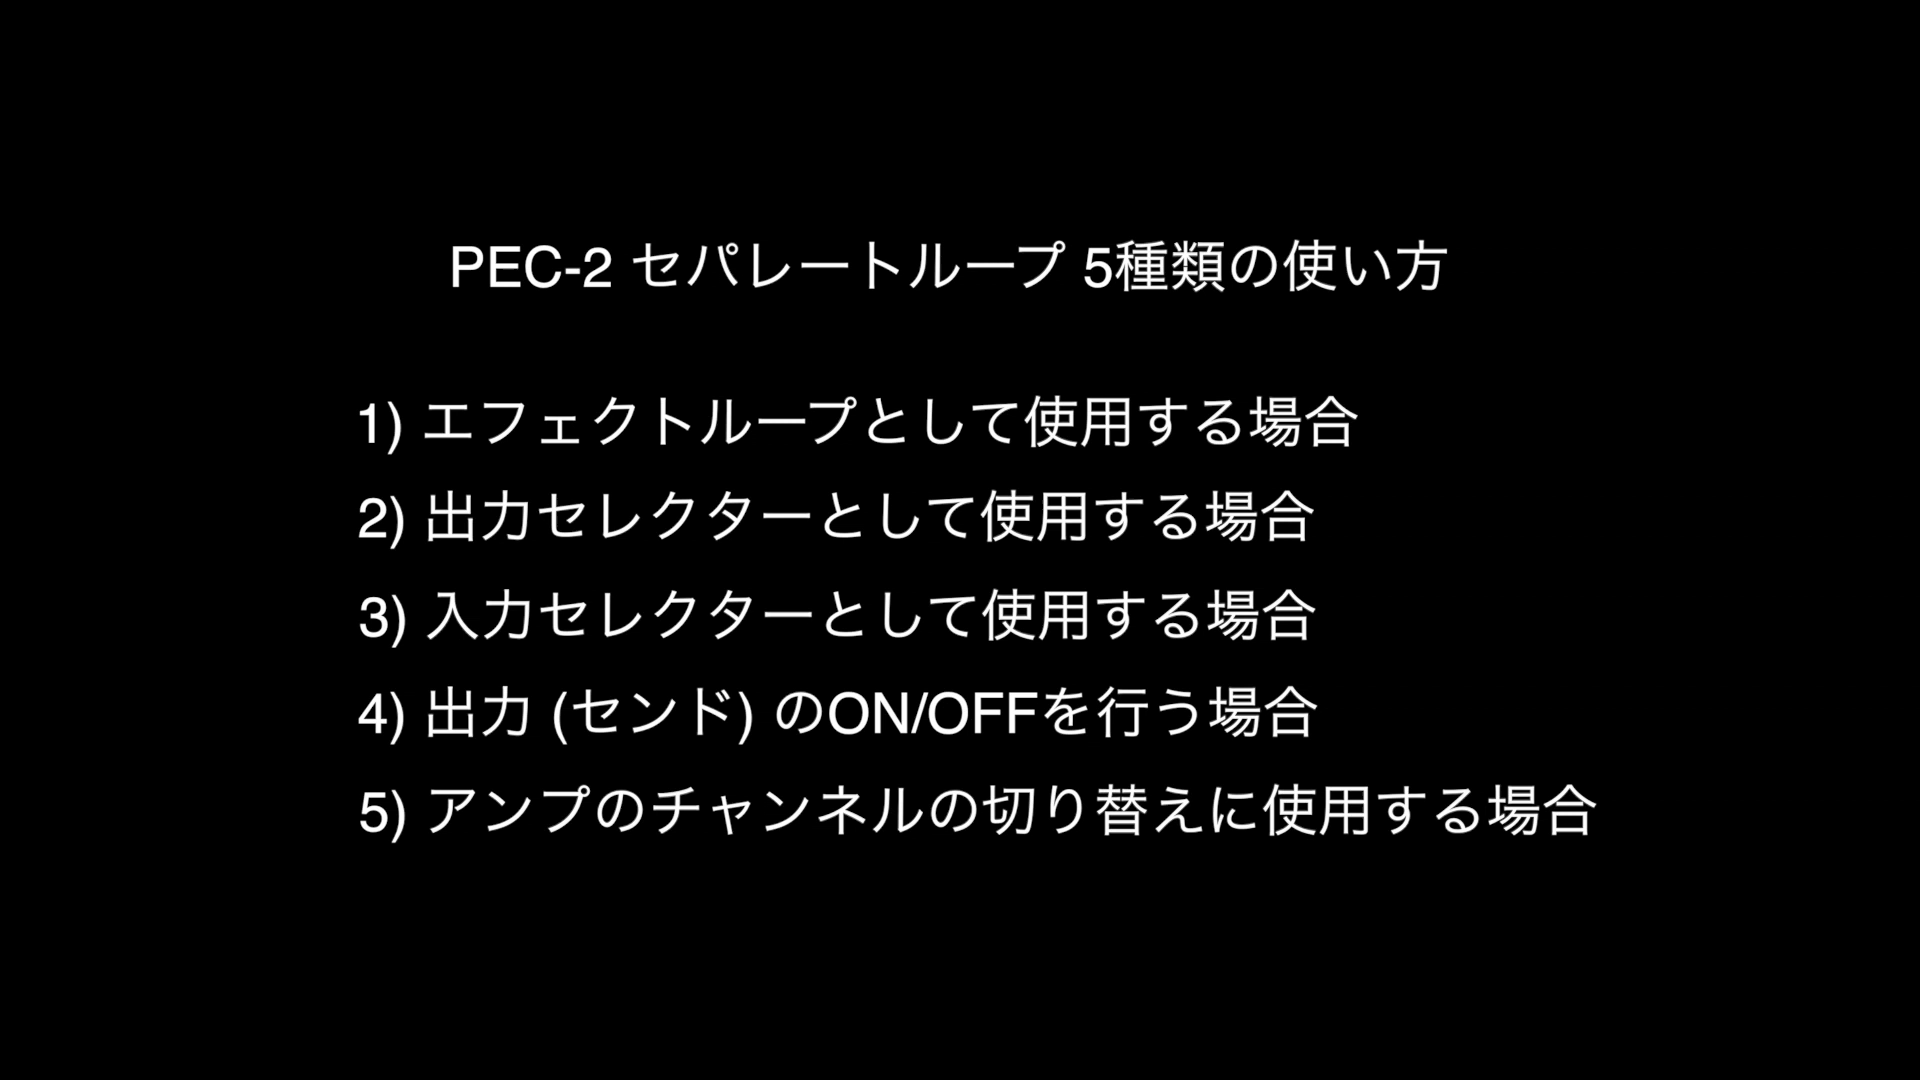 PEC-2 セパレートループ 5種類の使い方
1) エフェクトループとして使用する場合
2) 出力セレクターとして使用する場合
3) 入力セレクターとして使用する場合
4) 出力 (センド) のON/OFFを行う場合
5) アンプのチャンネルの切り替えに使用する場合